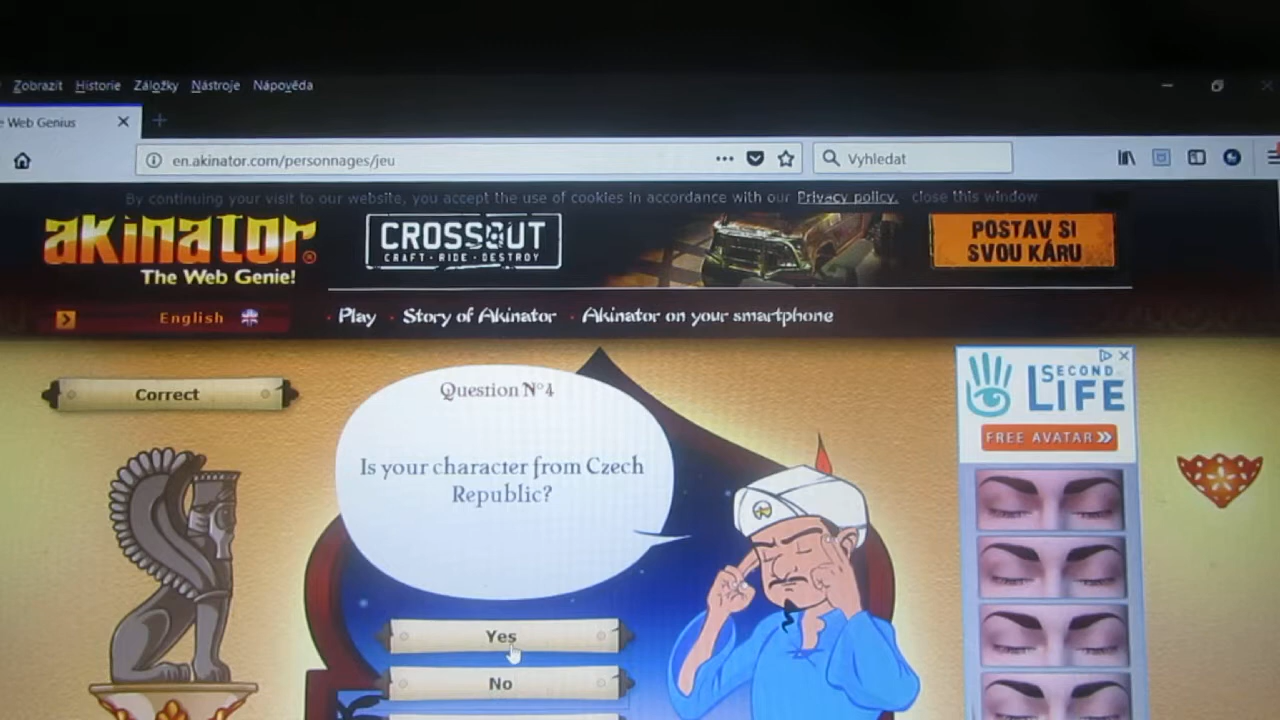 Zobrazit Historie Záložky Nástroje Nápověda
e Web Genius
en.akinator.com/personnages/jeu
Vyhledat
By continuing your visit to our website, you accept the use of cookies in accordance with our Privacy policy. close this window
akinator®
The Web Genie!
CROSSOUT
CRAFT • RIDE • DESTROY
POSTAV SI
SVOU KÁRU
English
Play
Story of Akinator
Akinator on your smartphone
Correct
Question N°4
Is your character from Czech
Republic?
Yes
No
SECOND
LIFE
FREE AVATAR